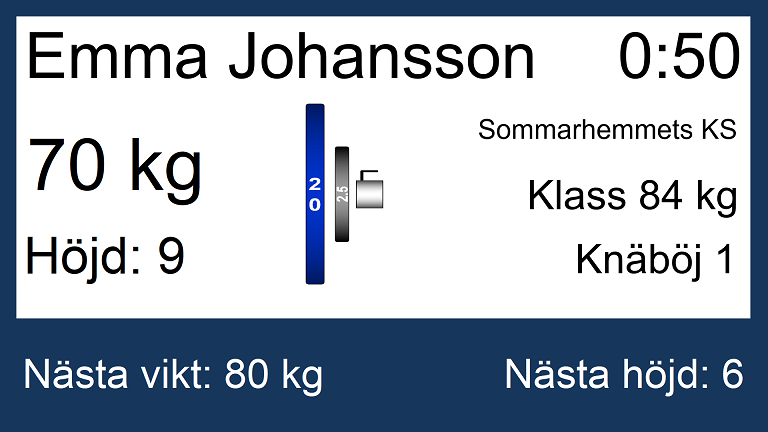 Emma Johansson 0:50
Sommarhemmets KS
70 kg
20
2.5
Klass 84 kg
Höjd: 9
Knäböj 1
Nästa vikt: 80 kg
Nästa höjd: 6